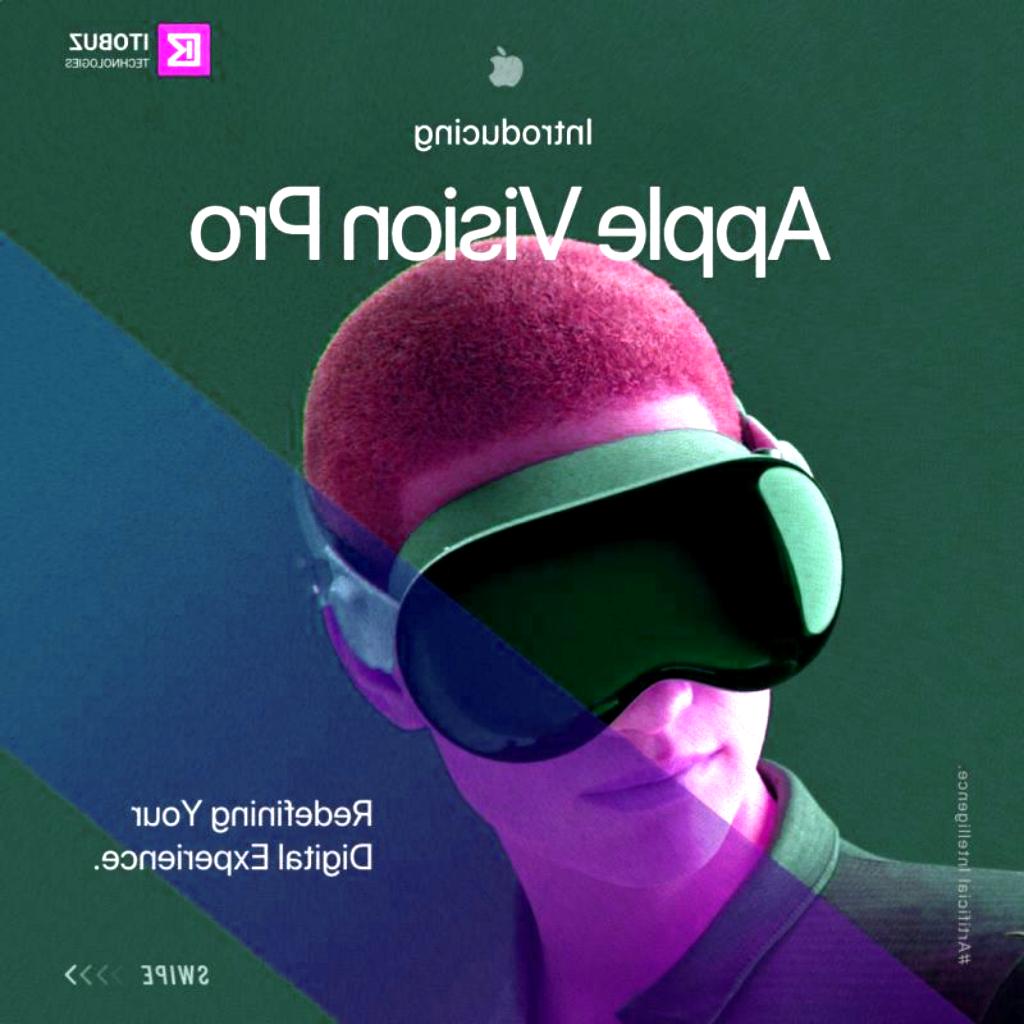 ITOBUZ
TECHNOLOGIES
Introducing
Apple Vision Pro
Redefining Your
Digital Experience.
#Artificial Intelligence.
SWIPE